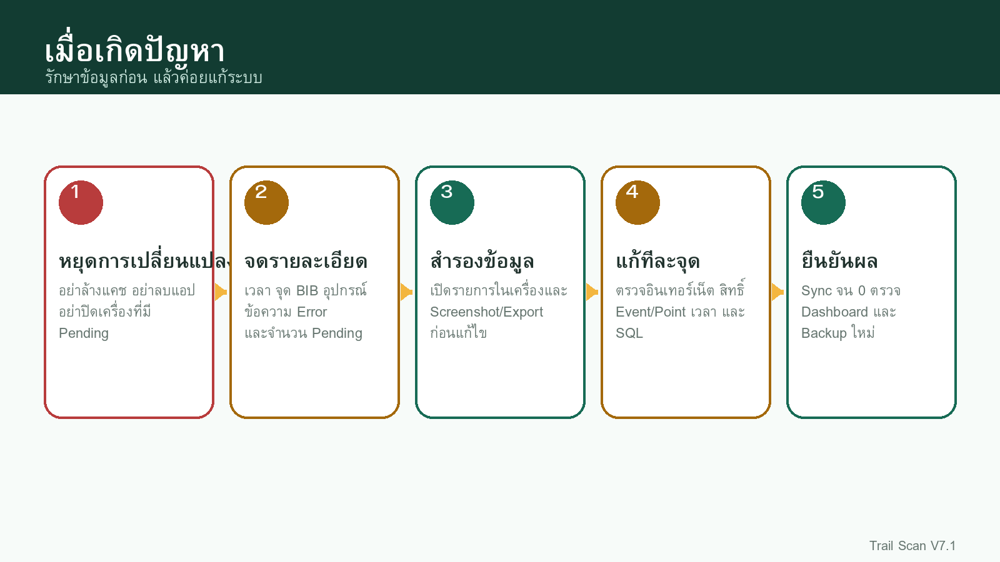 เมื่อเกิดปัญหา
รักษาข้อมูลก่อน แล้วค่อยแก้ระบบ
1
หยุดการเปลี่ยนแปลง
อย่าล้างแคช อย่าลบแอป
อย่าปิดเครื่องที่มี
Pending
2
จดรายละเอียด
เวลา จุด BIB อุปกรณ์
ข้อความ Error
และจำนวน Pending
3
สำรองข้อมูล
เปิดรายการในเครื่องและ
Screenshot/Export
ก่อนแก้ไข
4
แก้ทีละจุด
ตรวจอินเทอร์เน็ต สิทธิ์
Event/Point เวลา และ
SQL
5
ยืนยันผล
Sync จน 0 ตรวจ
Dashboard และ
Backup ใหม่
Trail Scan V7.1